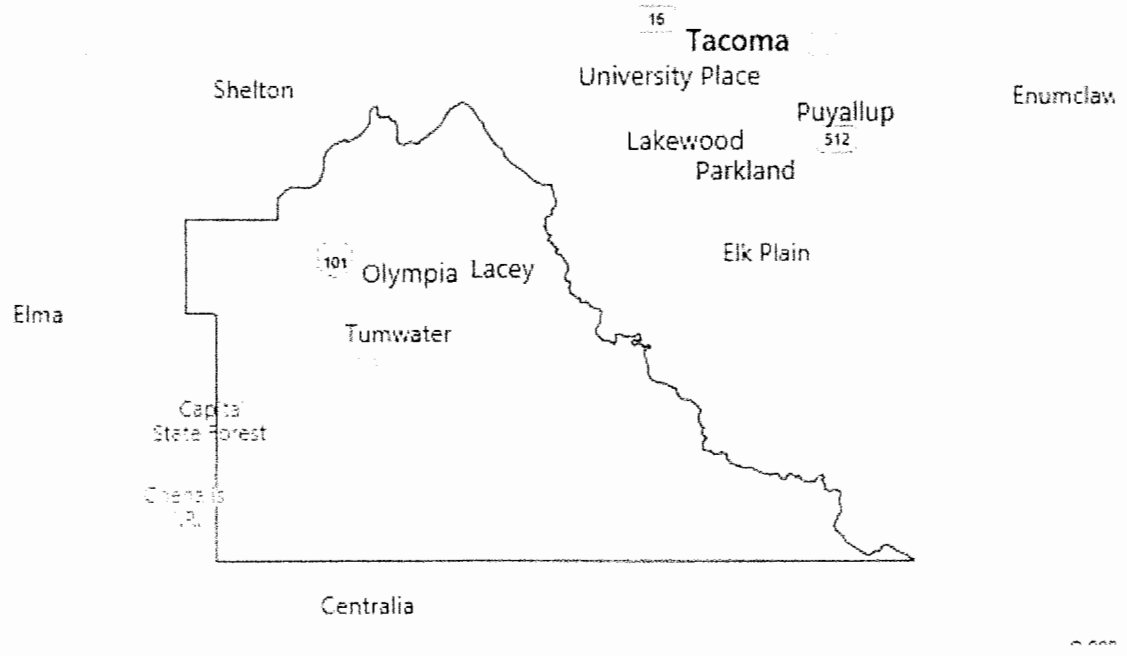 16
Tacoma
University Place
Shelton
Enumclaw
Puyallup
Lakewood
512
Parkland
Elk Plain
101
Olympia
Lacey
Elma
Tumwater
Capital
State Forest
Centralia